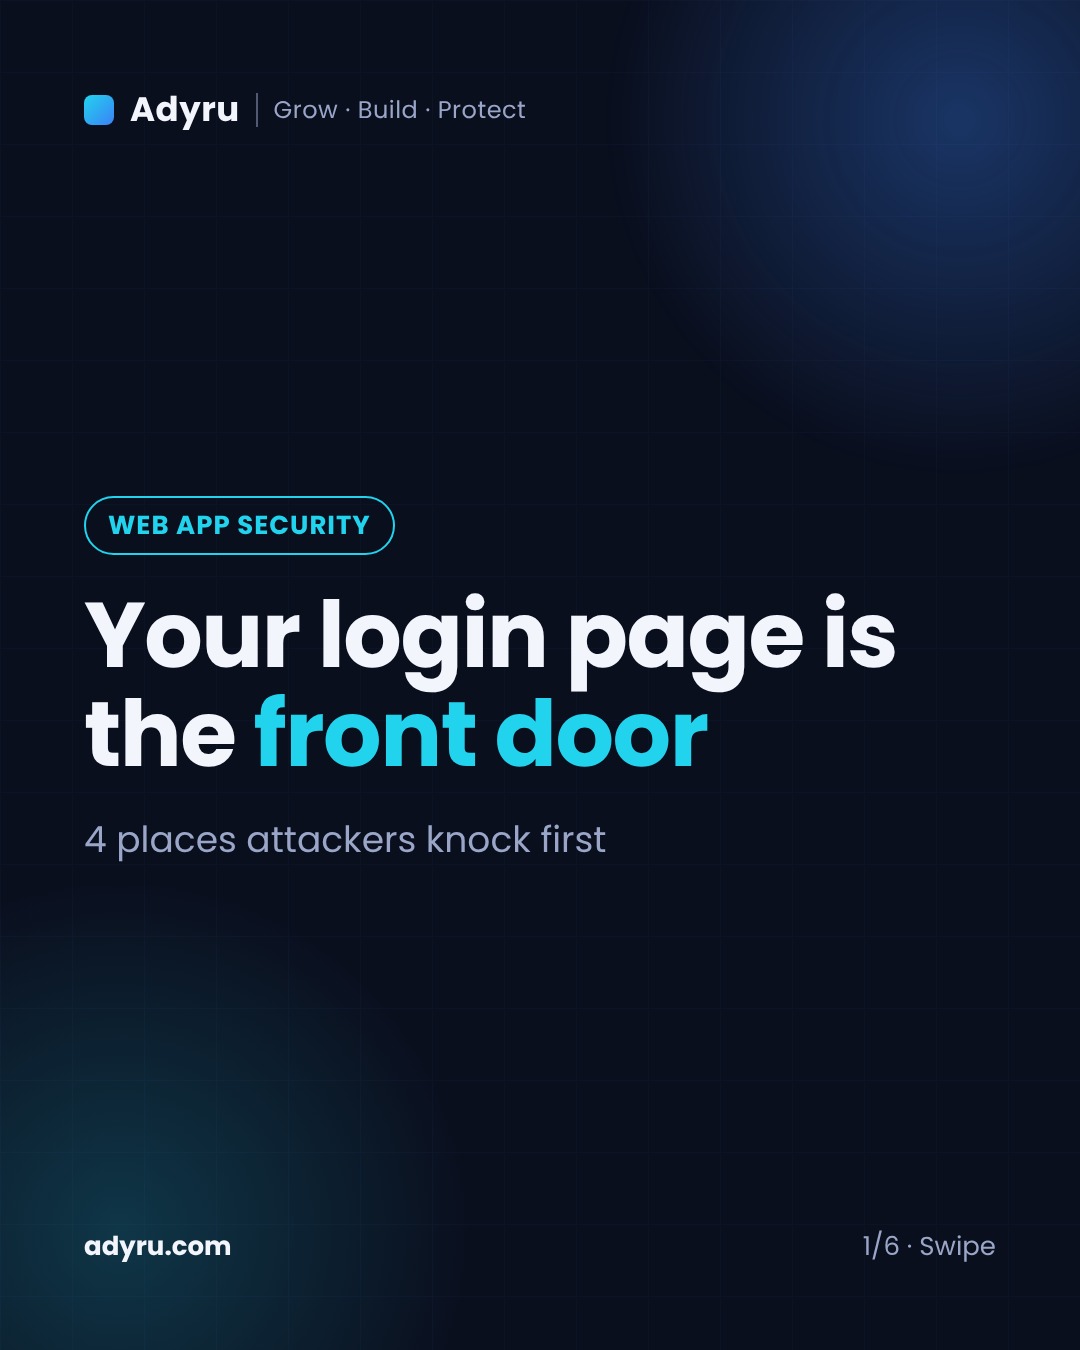 Adyru | Grow · Build · Protect
WEB APP SECURITY
Your login page is
the front door
4 places attackers knock first
adyru.com
1/6 · Swipe